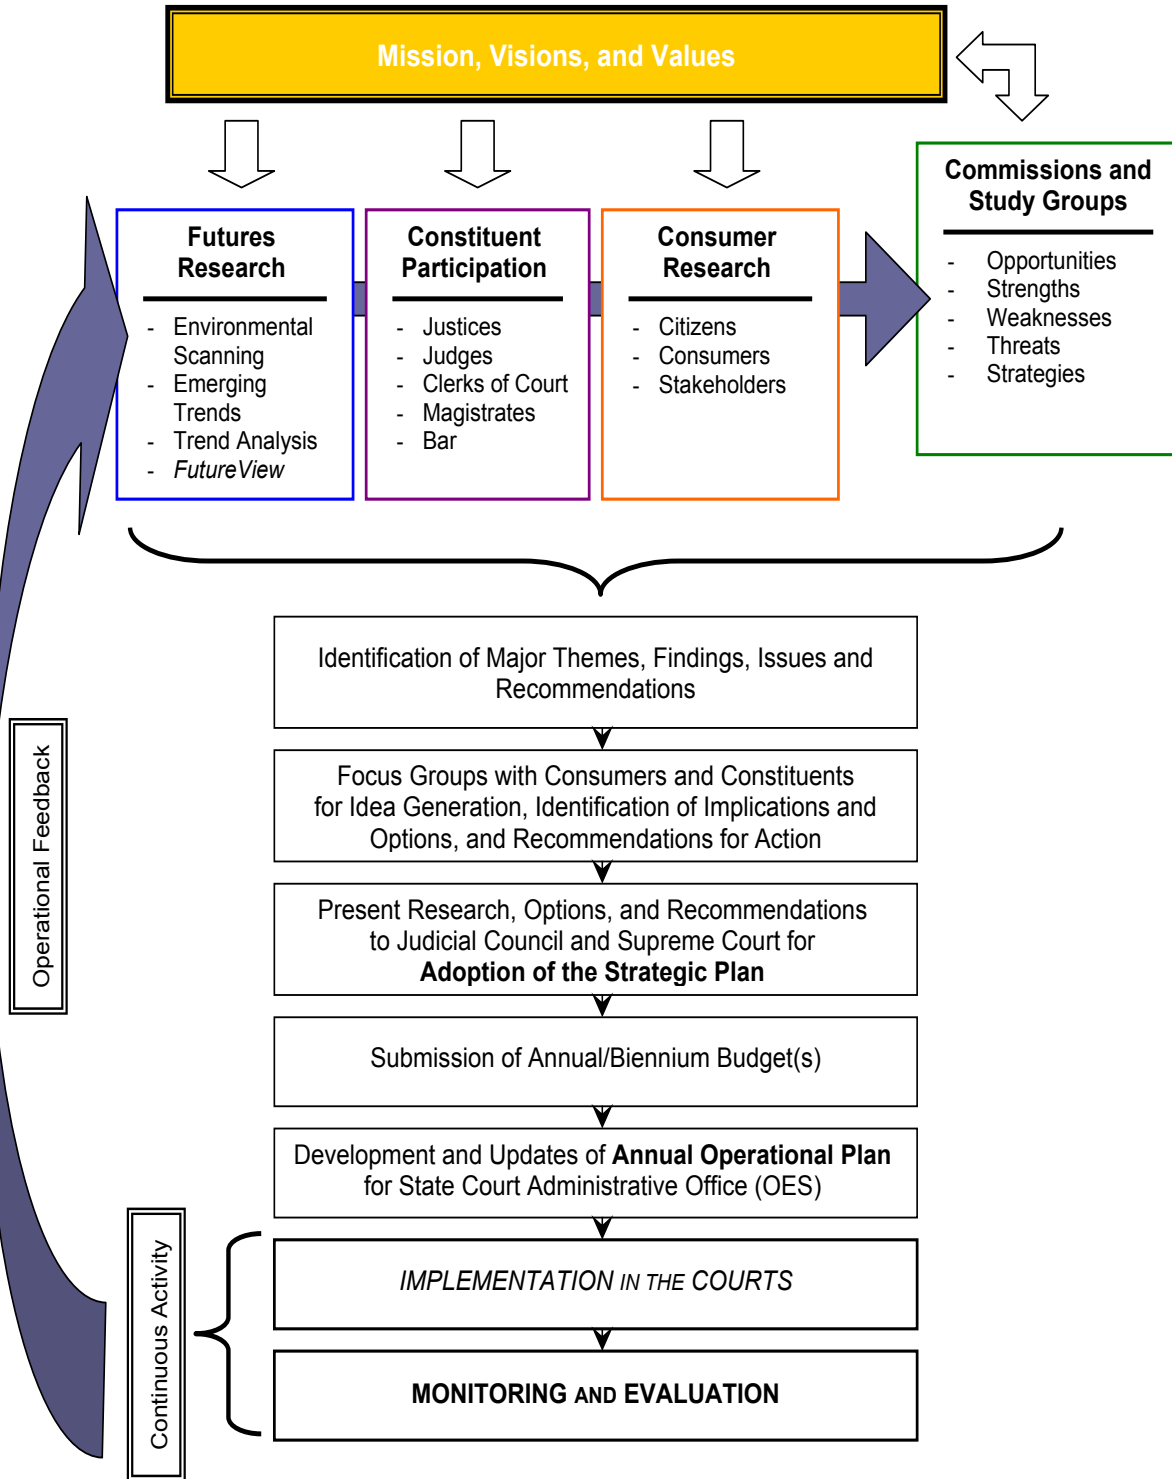 Mission, Visions, and Values
Commissions and
Study Groups
- Opportunities
- Strengths
- Weaknesses
- Threats
- Strategies
Futures
Research
- Environmental
Scanning
- Emerging
Trends
- Trend Analysis
- FutureView
Constituent
Participation
- Justices
- Judges
- Clerks of Court
- Magistrates
- Bar
Consumer
Research
- Citizens
- Consumers
- Stakeholders
Identification of Major Themes, Findings, Issues and
Recommendations
Focus Groups with Consumers and Constituents
for Idea Generation, Identification of Implications and
Options, and Recommendations for Action
Present Research, Options, and Recommendations
to Judicial Council and Supreme Court for
Adoption of the Strategic Plan
Submission of Annual/Biennium Budget(s)
Development and Updates of Annual Operational Plan
for State Court Administrative Office (OES)
IMPLEMENTATION IN THE COURTS
MONITORING AND EVALUATION
Operational Feedback
Continuous Activity